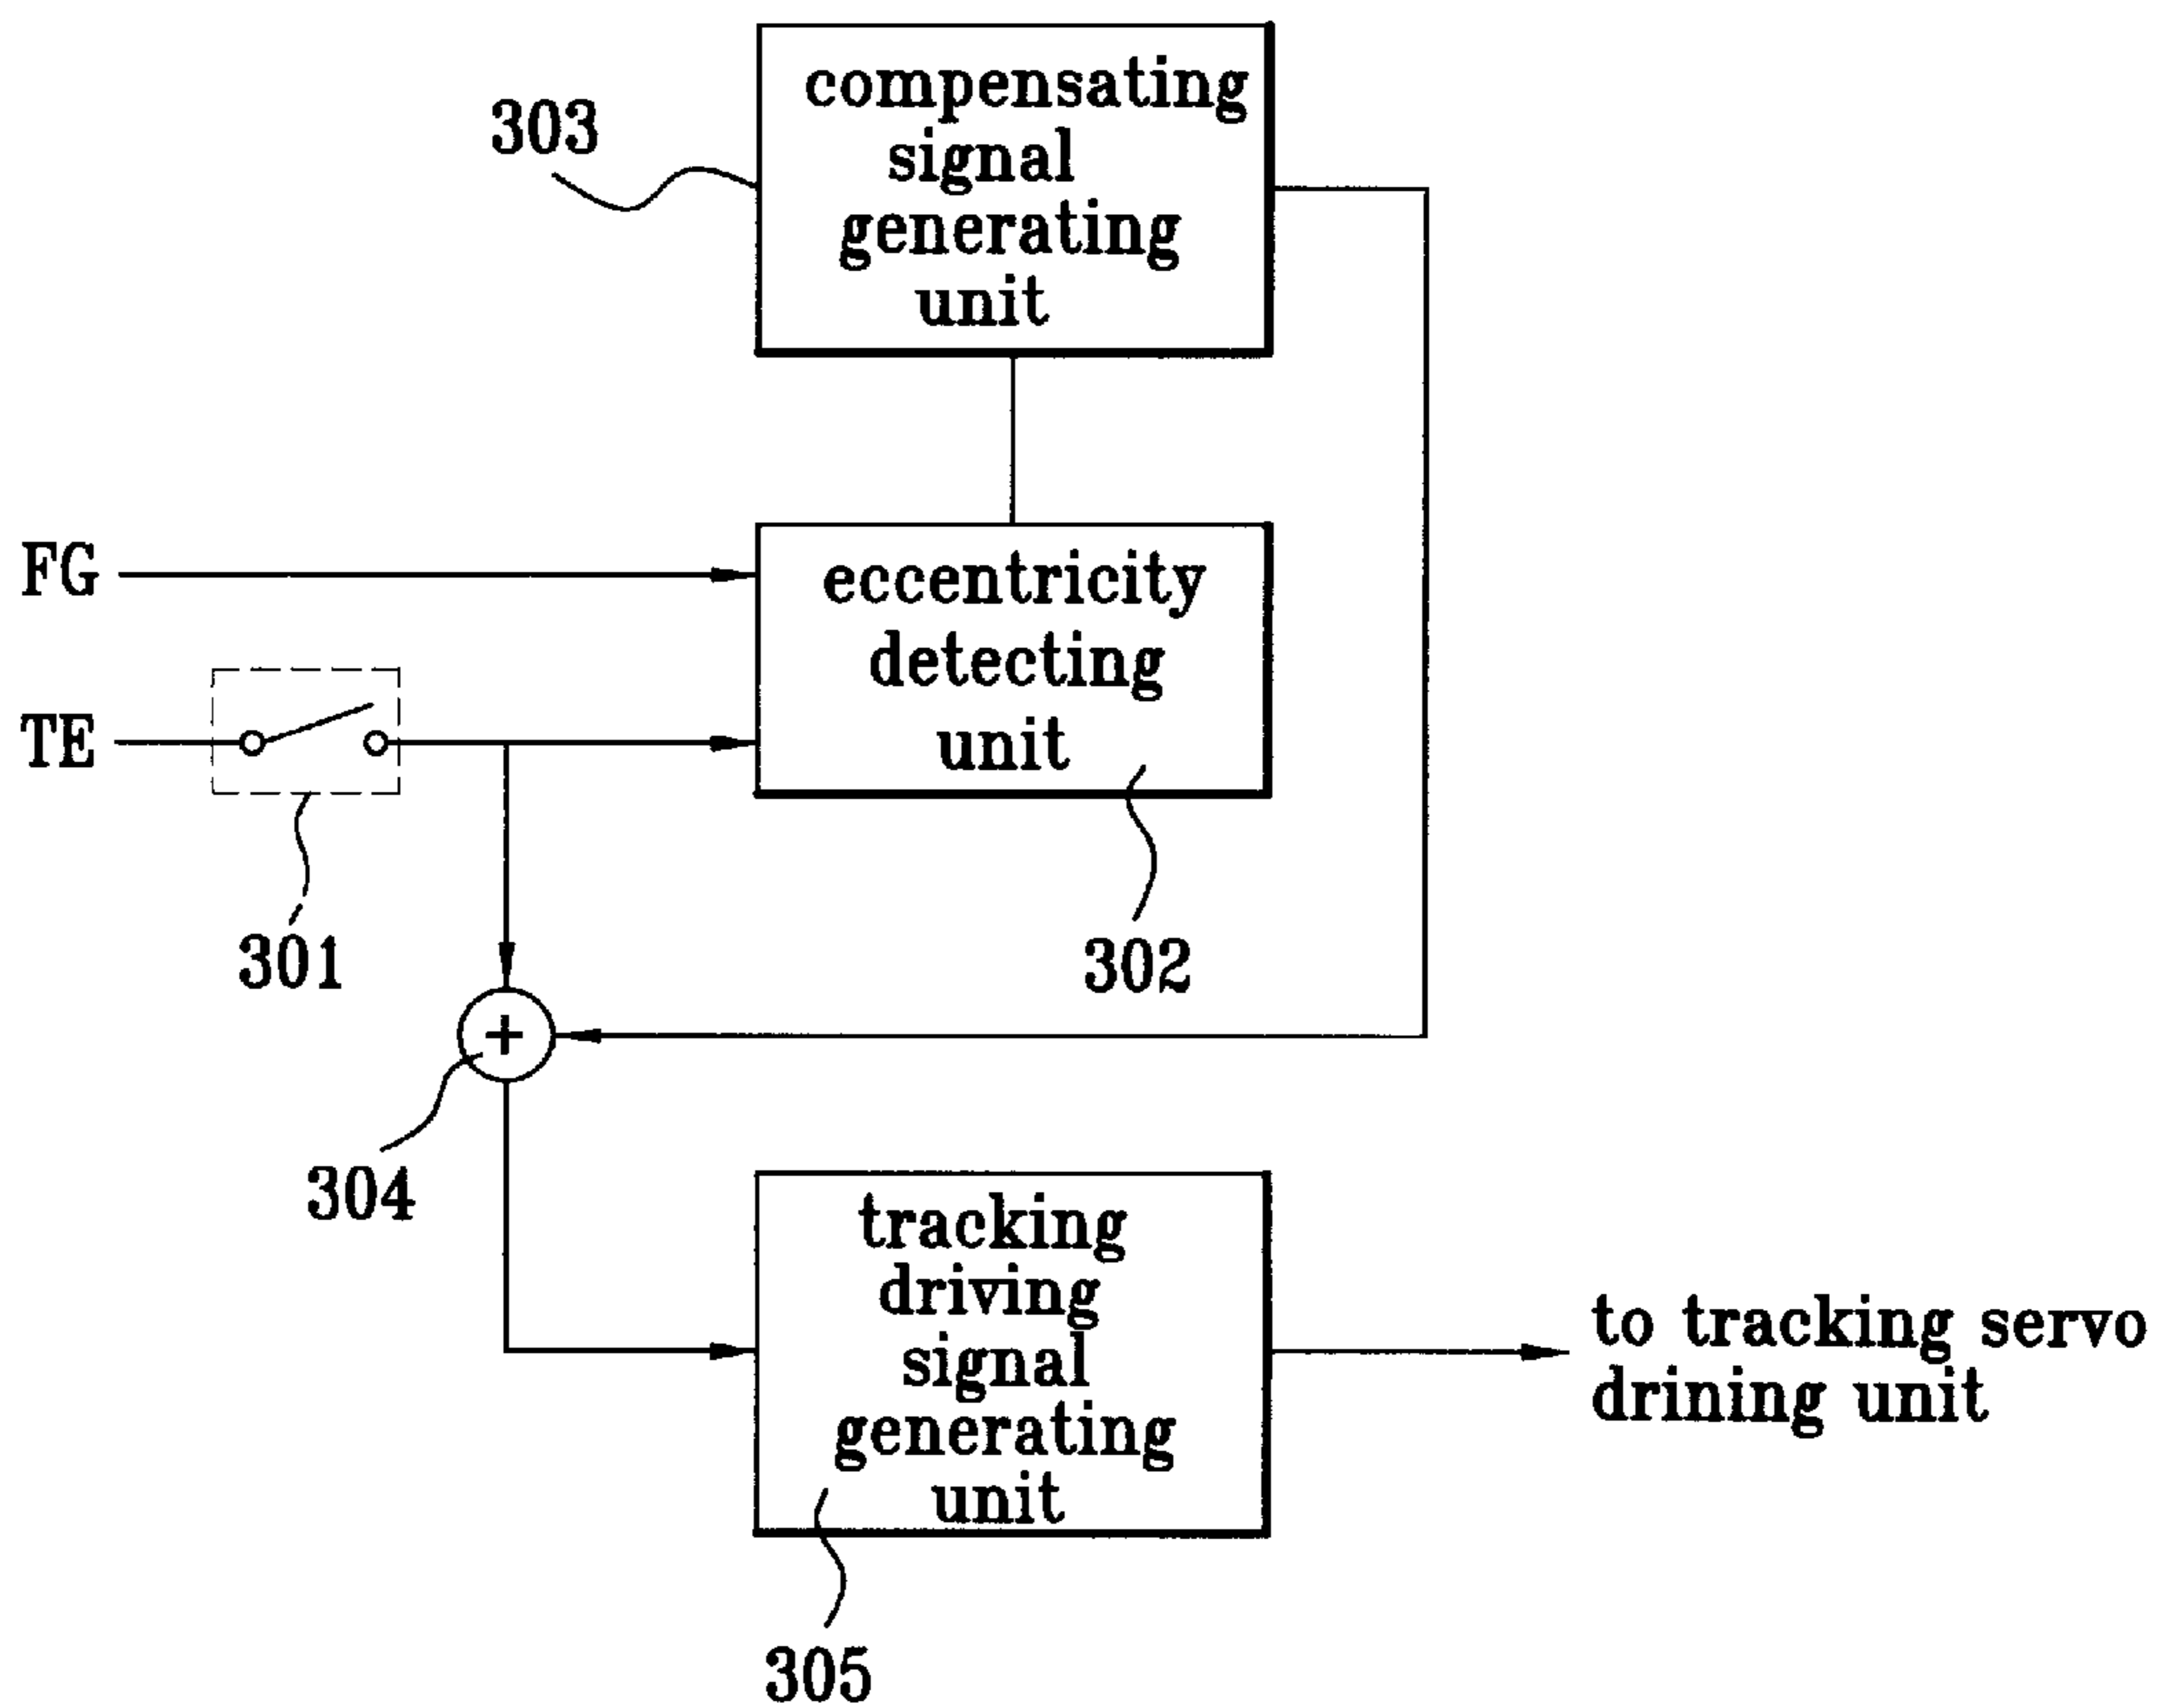 compensating
signal
generating
unit
303
FG
eccentricity
detecting
unit
TE
301
302
+
304
tracking
driving
signal
generating
unit
to tracking servo
drining unit
305